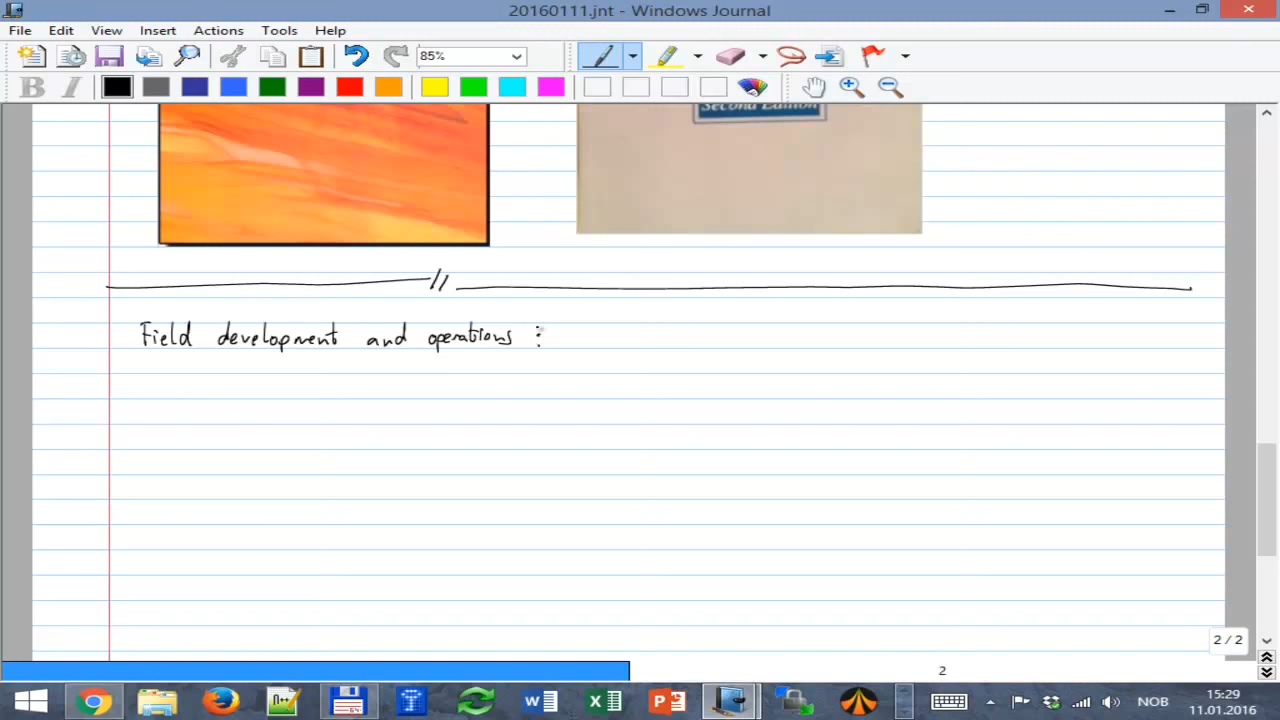 20160111.jnt - Windows Journal
File Edit View Insert Actions Tools Help
85%
B I
Second Edition
Field development and operations :
2 / 2
2
NOB
15:29
11.01.2016